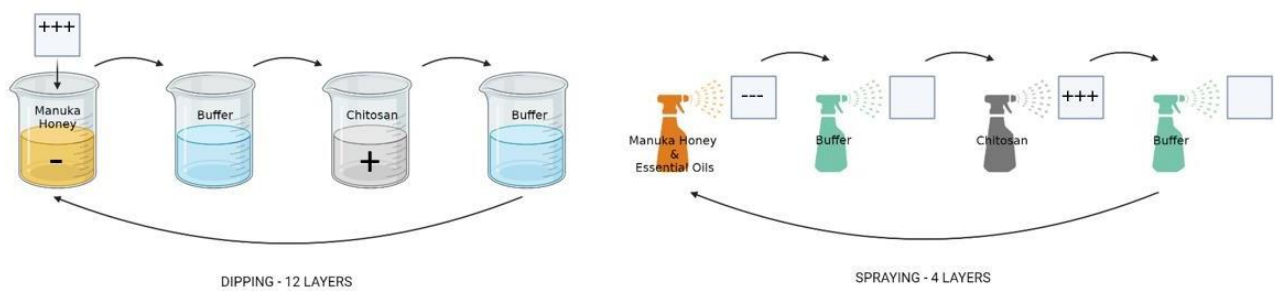 +++
Manuka
Honey
-
Buffer
Chitosan
+
Buffer
DIPPING - 12 LAYERS
Manuka Honey
&
Essential Oils
---
Buffer
Chitosan
+++
Buffer
SPRAYING - 4 LAYERS